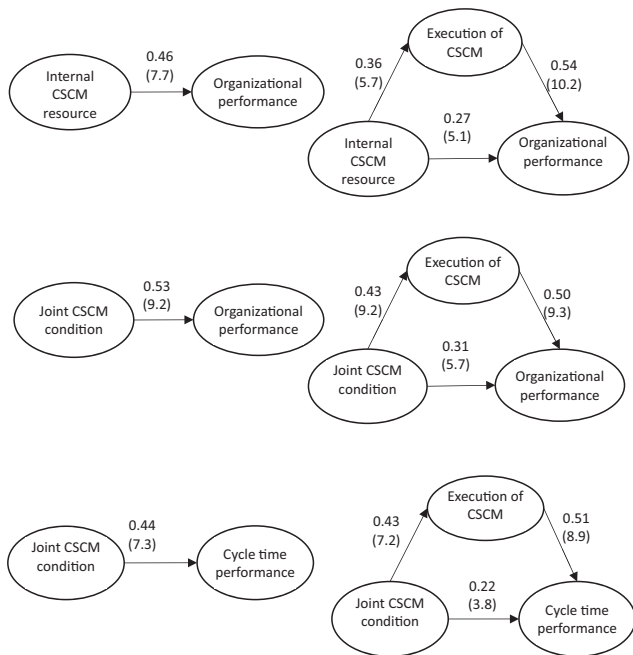 0.46
(7.7)
Internal
CSCM
resource
Organizational
performance
Execution of
CSCM
0.36
(5.7)
0.54
(10.2)
0.27
(5.1)
Internal
CSCM
resource
Organizational
performance
0.53
(9.2)
Joint CSCM
condition
Organizational
performance
Execution of
CSCM
0.43
(9.2)
0.50
(9.3)
0.31
(5.7)
Joint CSCM
condition
Organizational
performance
0.44
(7.3)
Joint CSCM
condition
Cycle time
performance
Execution of
CSCM
0.43
(7.2)
0.51
(8.9)
0.22
(3.8)
Joint CSCM
condition
Cycle time
performance